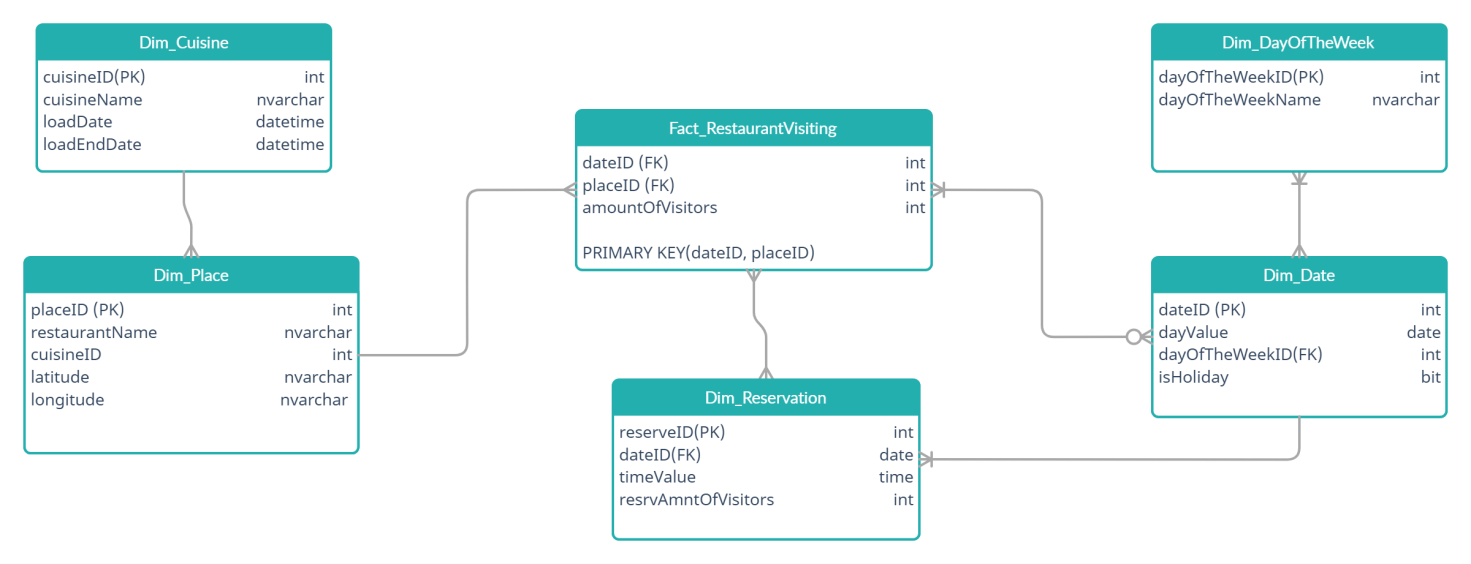 Dim_Cuisine
cuisineID(PK) int
cuisineName nvarchar
loadDate datetime
loadEndDate datetime
Dim_Place
placeID (PK) int
restaurantName nvarchar
cuisineID int
latitude nvarchar
longitude nvarchar
Fact_RestaurantVisiting
dateID (FK) int
placeID (FK) int
amountOfVisitors int
PRIMARY KEY(dateID, placeID)
Dim_Reservation
reserveID(PK) int
dateID(FK) date
timeValue time
resrvAmntOfVisitors int
Dim_DayOfTheWeek
dayOfTheWeekID(PK) int
dayOfTheWeekName nvarchar
Dim_Date
dateID (PK) int
dayValue date
dayOfTheWeekID(FK) int
isHoliday bit